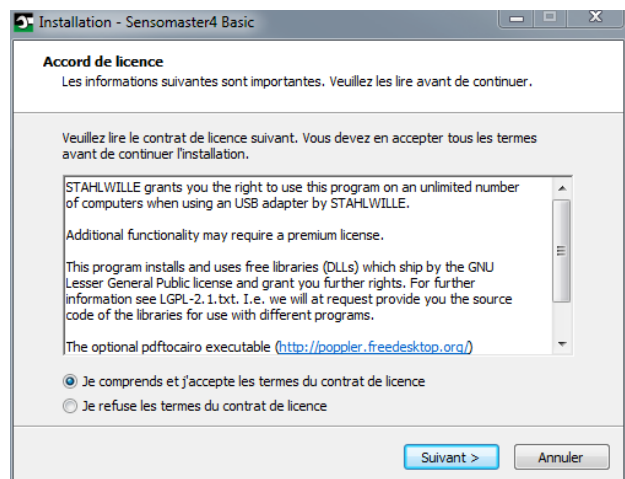 Installation - Sensomaster4 Basic
Accord de licence
Les informations suivantes sont importantes. Veuillez les lire avant de continuer.
Veuillez lire le contrat de licence suivant. Vous devez en accepter tous les termes
avant de continuer l'installation.
STAHLWILLE grants you the right to use this program on an unlimited number
of computers when using an USB adapter by STAHLWILLE.
Additional functionality may require a premium license.
This program installs and uses free libraries (DLLs) which ship by the GNU
Lesser General Public license and grant you further rights. For further
information see LGPL-2.1.txt. I.e. we will at request provide you the source
code of the libraries for use with different programs.
The optional pdftocairo executable (http://poppler.freedesktop.org/)
Je comprends et j'accepte les termes du contrat de licence
Je refuse les termes du contrat de licence
Suivant >
Annuler